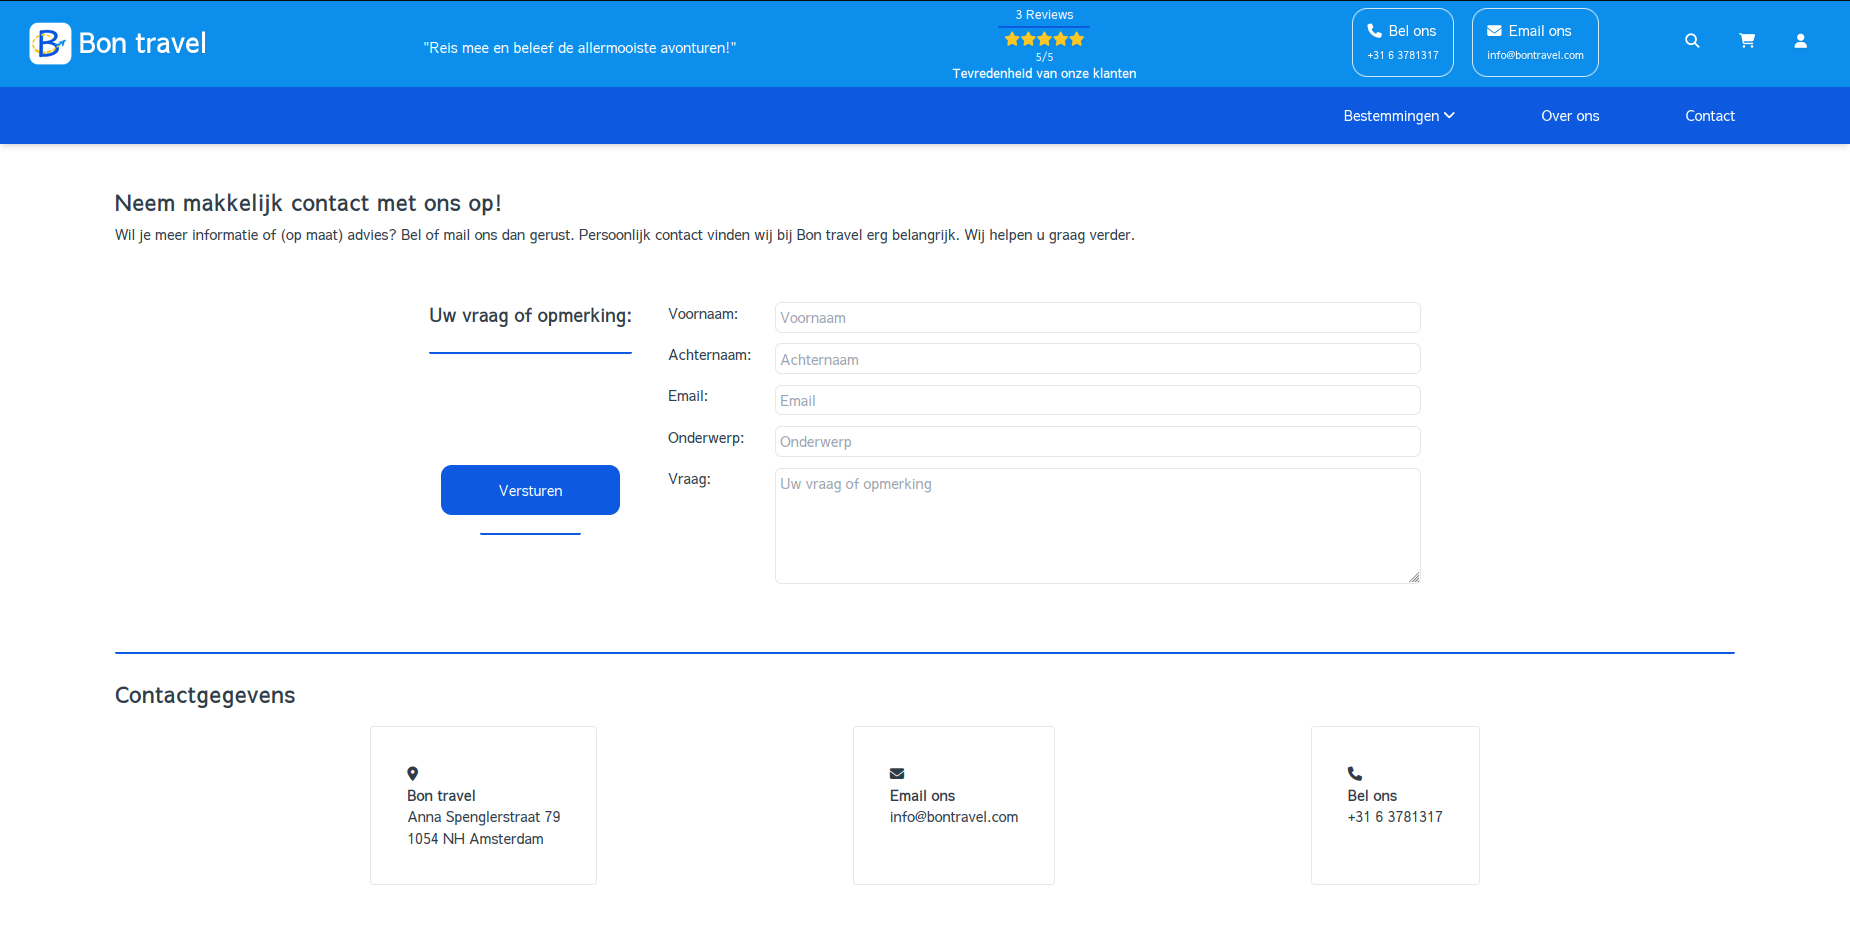 Bon travel
"Reis mee en beleef de allermooiste avonturen!"
3 Reviews
5/5
Tevredenheid van onze klanten
Bel ons
+31 6 3781317
Email ons
info@bontravel.com
Bestemmingen
Over ons
Contact
Neem makkelijk contact met ons op!
Wil je meer informatie of (op maat) advies? Bel of mail ons dan gerust. Persoonlijk contact vinden wij bij Bon travel erg belangrijk. Wij helpen u graag verder.
Uw vraag of opmerking:
Voornaam:
Voornaam
Achternaam:
Achternaam
Email:
Email
Onderwerp:
Onderwerp
Vraag:
Uw vraag of opmerking
Versturen
Contactgegevens
Bon travel
Anna Spenglerstraat 79
1054 NH Amsterdam
Email ons
info@bontravel.com
Bel ons
+31 6 3781317